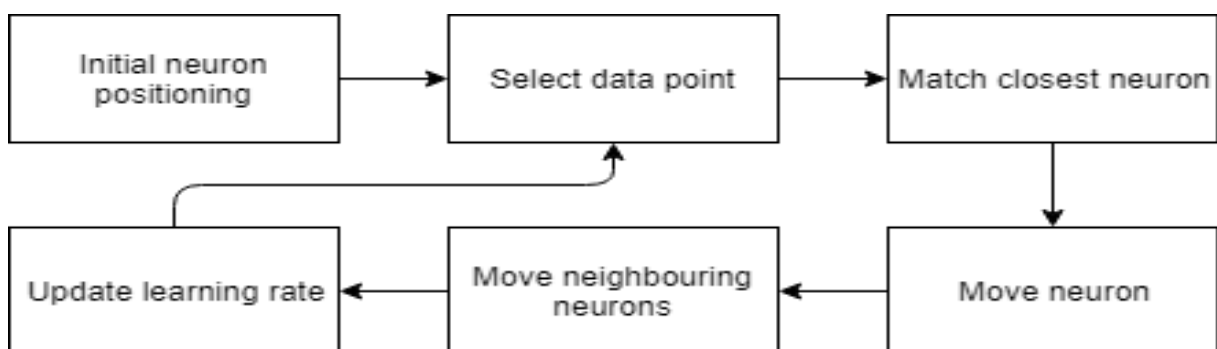 Initial neuron
positioning
Select data point
Match closest neuron
Update learning rate
Move neighbouring
neurons
Move neuron